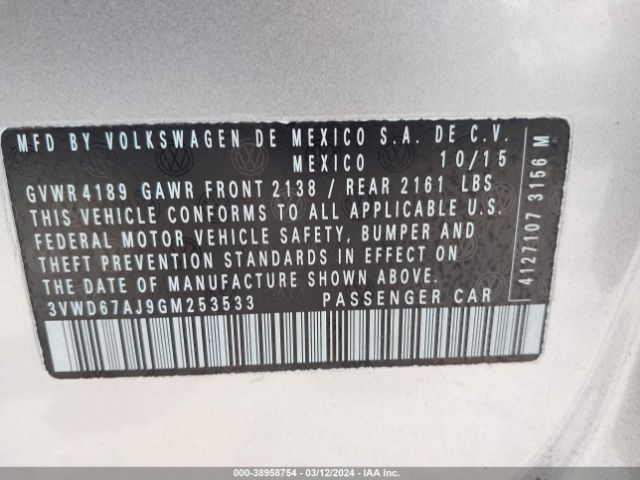 MFD BY VOLKSWAGEN DE MEXICO S.A. DE C.V.
MEXICO 10/15
GVWR 4189 GAWR FRONT 2138 / REAR 2161 LBS
THIS VEHICLE CONFORMS TO ALL APPLICABLE U.S.
FEDERAL MOTOR VEHICLE SAFETY, BUMPER AND
THEFT PREVENTION STANDARDS IN EFFECT ON
THE DATE OF MANUFACTURE SHOWN ABOVE.
3VWD67AJ9GM253533 PASSENGER CAR
4127107 3156 M
000-38958754 - 03/12/2024 - IAA Inc.